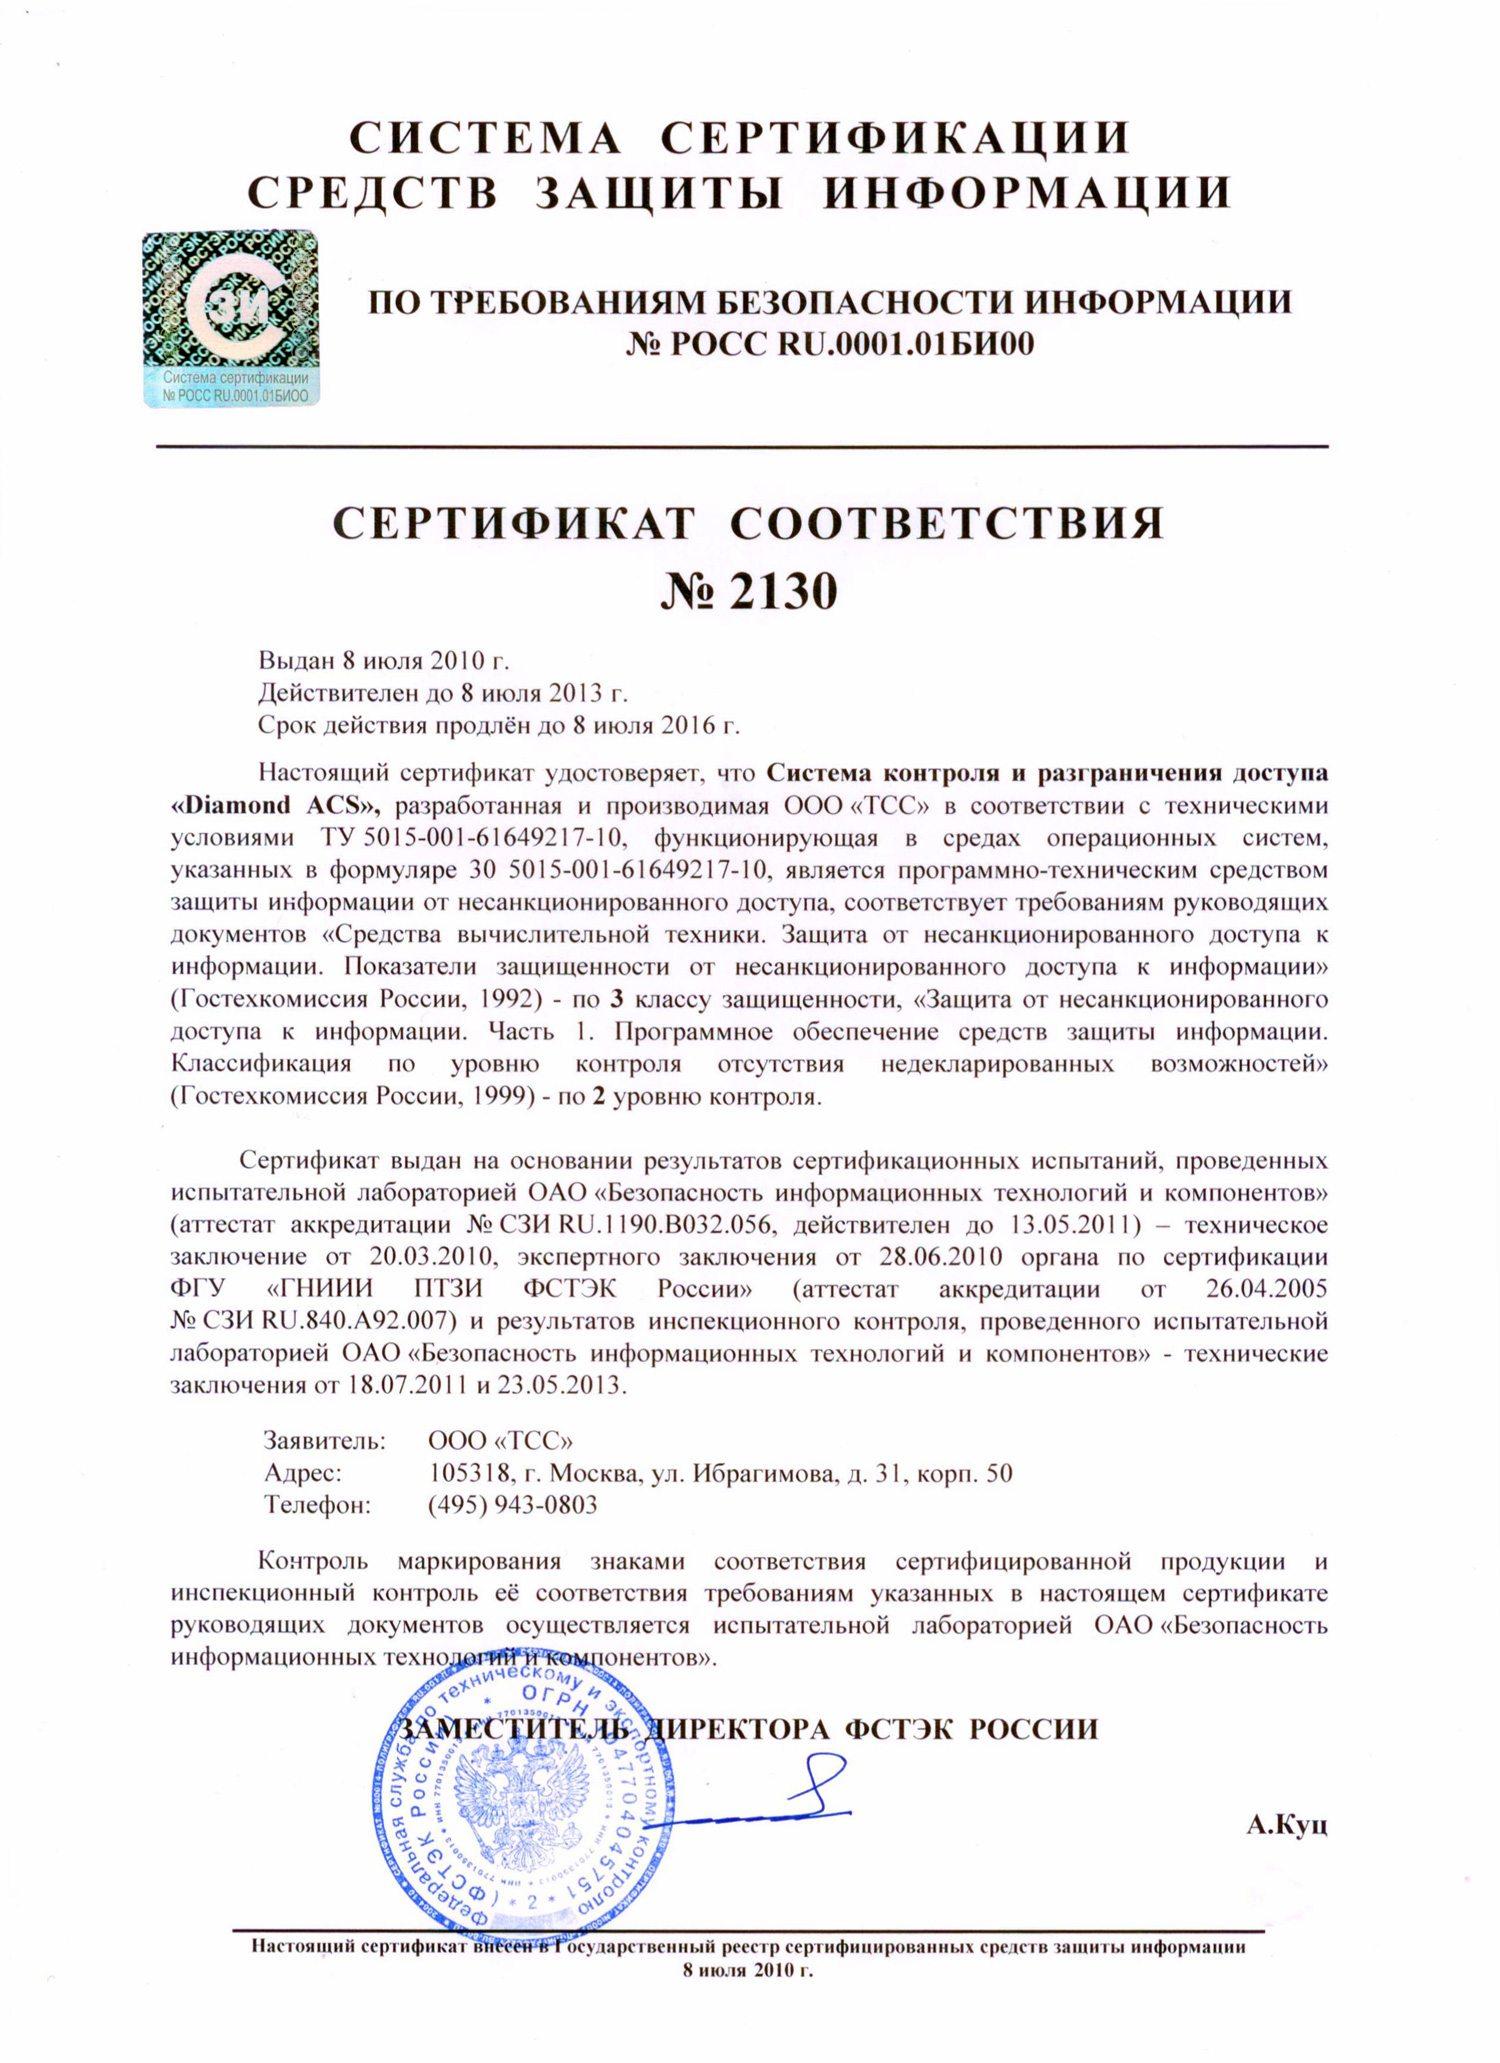 СИСТЕМА СЕРТИФИКАЦИИ
СРЕДСТВ ЗАЩИТЫ ИНФОРМАЦИИ
ЗИ
Система сертификации
№ РОСС RU.0001.01БИ00
ПО ТРЕБОВАНИЯМ БЕЗОПАСНОСТИ ИНФОРМАЦИИ
№ РОСС RU.0001.01БИ00
СЕРТИФИКАТ СООТВЕТСТВИЯ
№ 2130
Выдан 8 июля 2010 г.
Действителен до 8 июля 2013 г.
Срок действия продлён до 8 июля 2016 г.
Настоящий сертификат удостоверяет, что Система контроля и разграничения доступа
«Diamond ACS», разработанная и производимая ООО «ТСС» в соответствии с техническими
условиями ТУ 5015-001-61649217-10, функционирующая в средах операционных систем,
указанных в формуляре 30 5015-001-61649217-10, является программно-техническим средством
защиты информации от несанкционированного доступа, соответствует требованиям руководящих
документов «Средства вычислительной техники. Защита от несанкционированного доступа к
информации. Показатели защищенности от несанкционированного доступа к информации»
(Гостехкомиссия России, 1992) - по 3 классу защищенности, «Защита от несанкционированного
доступа к информации. Часть 1. Программное обеспечение средств защиты информации.
Классификация по уровню контроля отсутствия недекларированных возможностей»
(Гостехкомиссия России, 1999) - по 2 уровню контроля.
Сертификат выдан на основании результатов сертификационных испытаний, проведенных
испытательной лабораторией ОАО «Безопасность информационных технологий и компонентов»
(аттестат аккредитации № СЗИ RU.1190.В032.056, действителен до 13.05.2011) – техническое
заключение от 20.03.2010, экспертного заключения от 28.06.2010 органа по сертификации
ФГУ «ГНИИИ ПТЗИ ФСТЭК России» (аттестат аккредитации от 26.04.2005
№ СЗИ RU.840.А92.007) и результатов инспекционного контроля, проведенного испытательной
лабораторией ОАО «Безопасность информационных технологий и компонентов» - технические
заключения от 18.07.2011 и 23.05.2013.
Заявитель: ООО «ТСС»
Адрес: 105318, г. Москва, ул. Ибрагимова, д. 31, корп. 50
Телефон: (495) 943-0803
Контроль маркирования знаками соответствия сертифицированной продукции и
инспекционный контроль её соответствия требованиям указанных в настоящем сертификате
руководящих документов осуществляется испытательной лабораторией ОАО «Безопасность
информационных технологий и компонентов».
ЗАМЕСТИТЕЛЬ ДИРЕКТОРА ФСТЭК РОССИИ
Федеральная служба по техническому и экспортному контролю
(ФСТЭК России) * ОГРН 1047704045751 * 2 *
ИНН 7701350013
А.Куц
Настоящий сертификат внесен в Государственный реестр сертифицированных средств защиты информации
8 июля 2010 г.